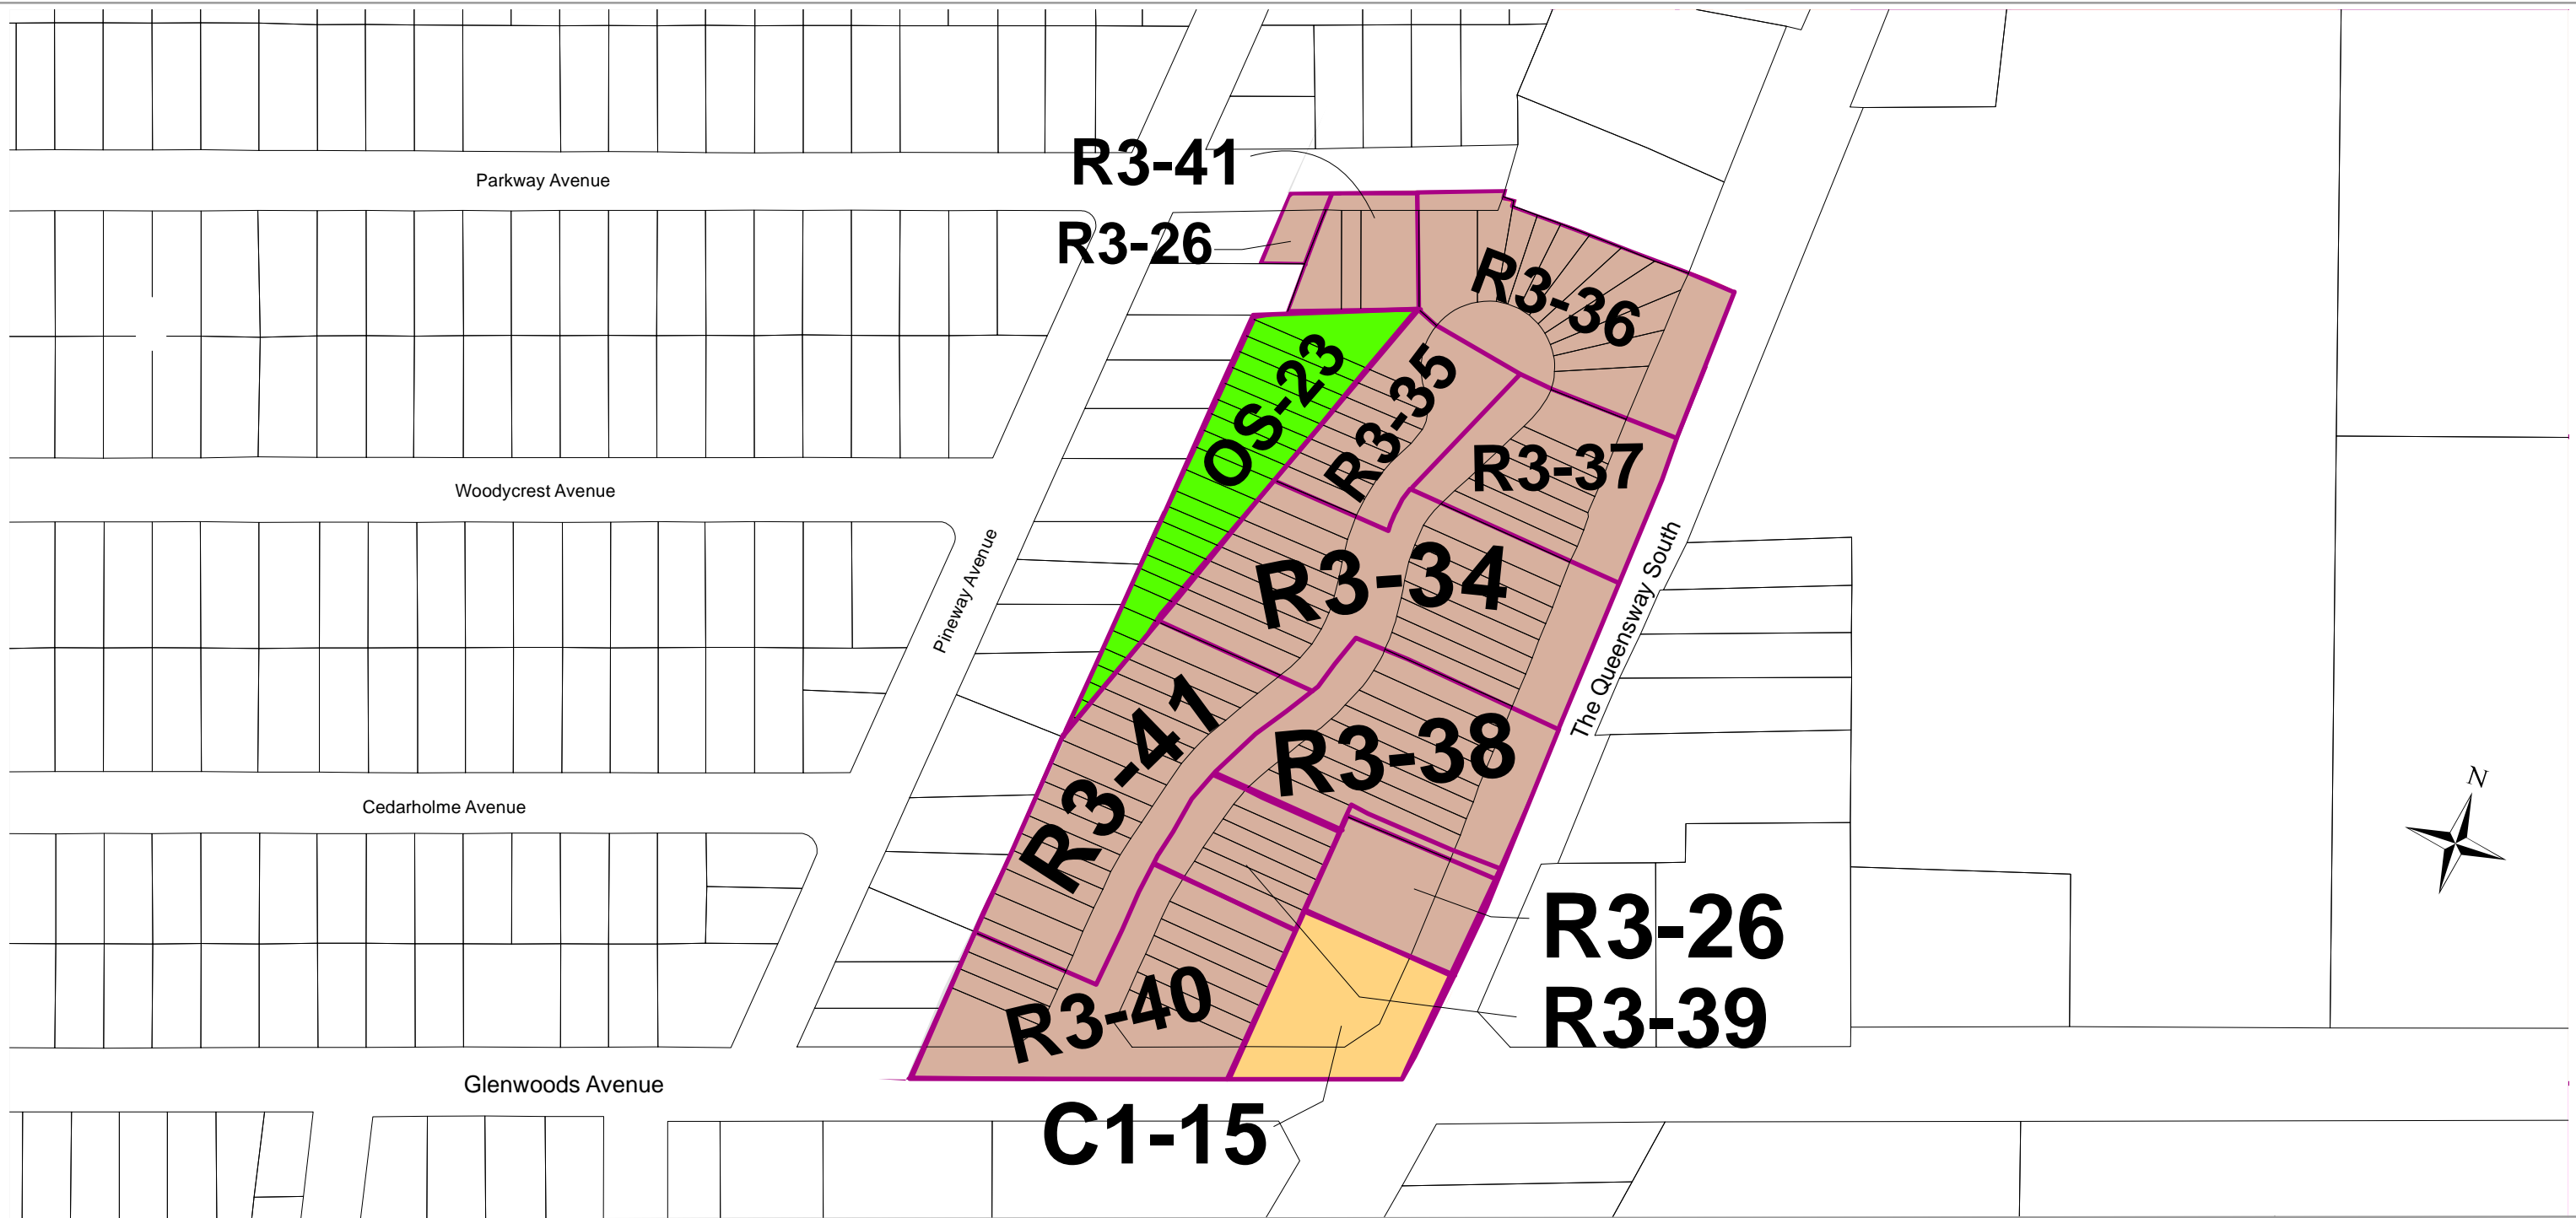 R3-41
Parkway Avenue
R3-26
R3-36
OS-23
R3-35
R3-37
Woodycrest Avenue
Pineway Avenue
R3-34
The Queensway South
R3-41
R3-38
N
Cedarholme Avenue
R3-26
R3-40
R3-39
Glenwoods Avenue
C1-15